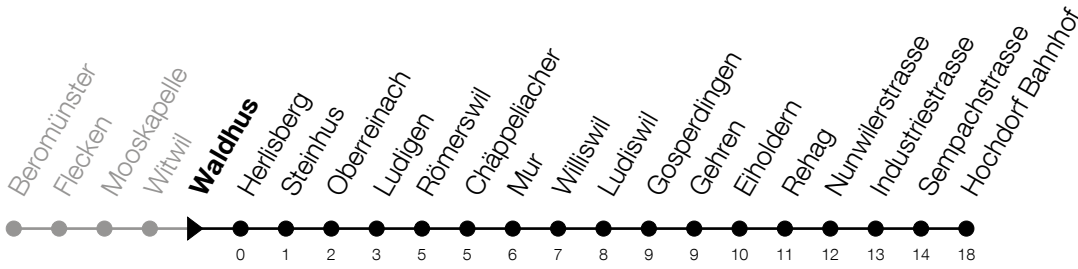 Beromünster
Flecken
Mooskapelle
Witwil
Waldhus
Herlisberg
Steinhus
Oberreinach
Ludigen
Römerswil
Chäppeliacher
Mur
Williswil
Ludiswil
Gosperdingen
Gehren
Eiholdern
Rehag
Nunwilerstrasse
Industriestrasse
Sempachstrasse
Hochdorf Bahnhof
0 1 2 3 5 5 6 7 8 9 9 10 11 12 13 14 18